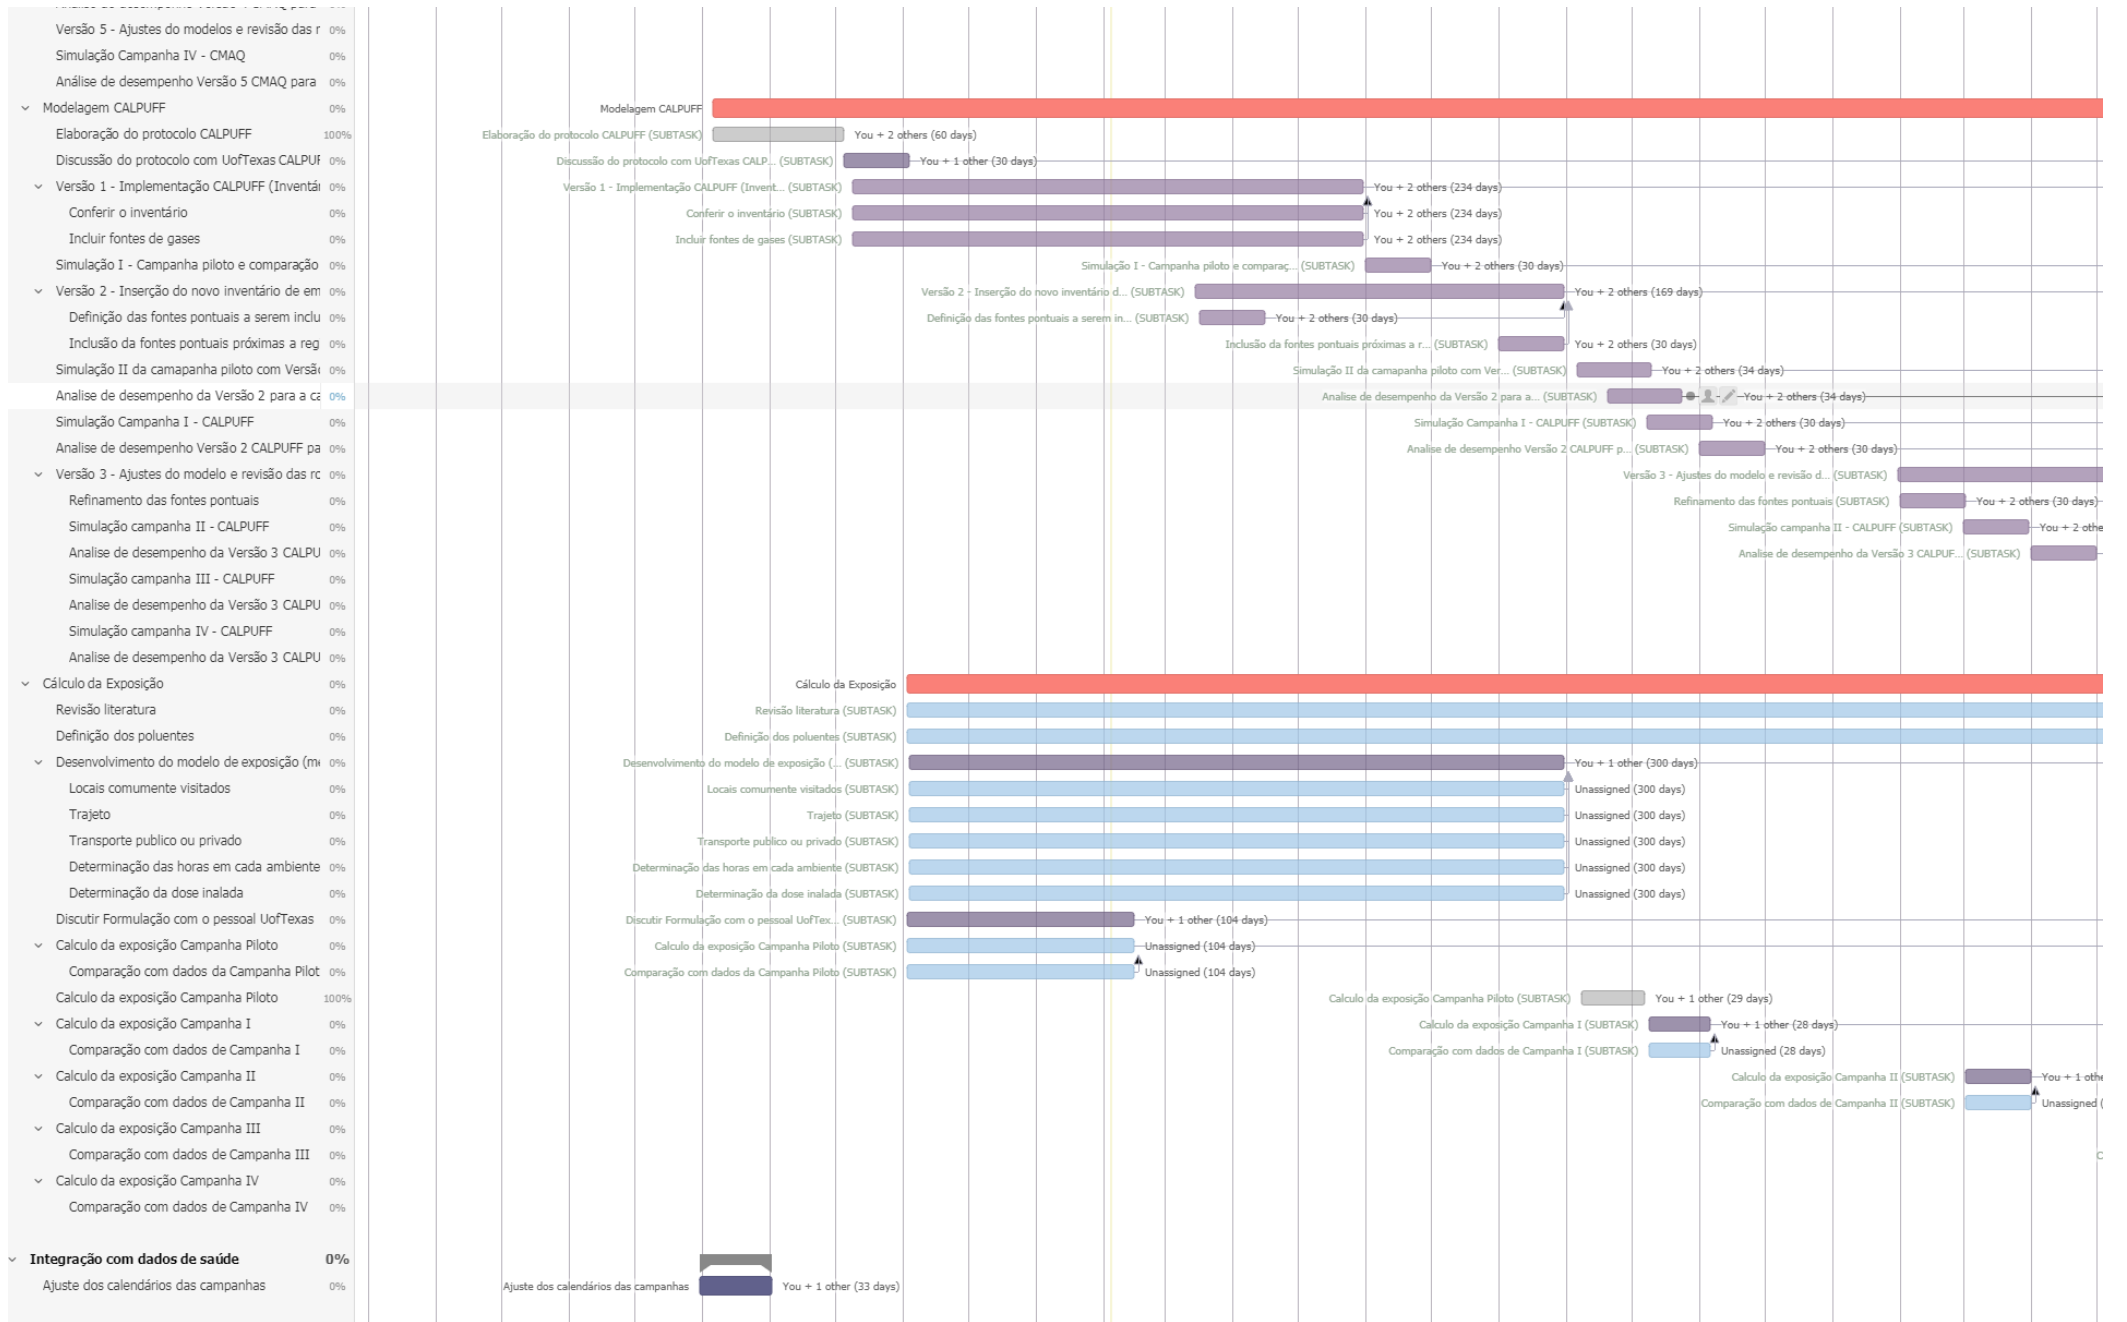 Versão 5 - Ajustes do modelos e revisão das r 0%
Simulação Campanha IV - CMAQ 0%
Análise de desempenho Versão 5 CMAQ para 0%
Modelagem CALPUFF 0% Modelagem CALPUFF
Elaboração do protocolo CALPUFF 100% Elaboração do protocolo CALPUFF (SUBTASK) You + 2 others (60 days)
Discussão do protocolo com UofTexas CALPUF 0% Discussão do protocolo com UofTexas CALP... (SUBTASK) You + 1 other (30 days)
Versão 1 - Implementação CALPUFF (Inventár 0% Versão 1 - Implementação CALPUFF (Invent... (SUBTASK) You + 2 others (234 days)
Conferir o inventário 0% Conferir o inventário (SUBTASK) You + 2 others (234 days)
Incluir fontes de gases 0% Incluir fontes de gases (SUBTASK) You + 2 others (234 days)
Simulação I - Campanha piloto e comparação 0% Simulação I - Campanha piloto e comparaç... (SUBTASK) You + 2 others (30 days)
Versão 2 - Inserção do novo inventário de em 0% Versão 2 - Inserção do novo inventário d... (SUBTASK) You + 2 others (169 days)
Definição das fontes pontuais a serem inclu 0% Definição das fontes pontuais a serem in... (SUBTASK) You + 2 others (30 days)
Inclusão da fontes pontuais próximas a reg 0% Inclusão da fontes pontuais próximas a r... (SUBTASK) You + 2 others (30 days)
Simulação II da camapanha piloto com Versã 0% Simulação II da camapanha piloto com Ver... (SUBTASK) You + 2 others (34 days)
Analise de desempenho da Versão 2 para a ca 0% Analise de desempenho da Versão 2 para a... (SUBTASK) You + 2 others (34 days)
Simulação Campanha I - CALPUFF 0% Simulação Campanha I - CALPUFF (SUBTASK) You + 2 others (30 days)
Analise de desempenho Versão 2 CALPUFF pa 0% Analise de desempenho Versão 2 CALPUFF p... (SUBTASK) You + 2 others (30 days)
Versão 3 - Ajustes do modelo e revisão das ro 0% Versão 3 - Ajustes do modelo e revisão d... (SUBTASK)
Refinamento das fontes pontuais 0% Refinamento das fontes pontuais (SUBTASK) You + 2 others (30 days)
Simulação campanha II - CALPUFF 0% Simulação campanha II - CALPUFF (SUBTASK) You + 2 othe
Analise de desempenho da Versão 3 CALPU 0% Analise de desempenho da Versão 3 CALPUF... (SUBTASK)
Simulação campanha III - CALPUFF 0%
Analise de desempenho da Versão 3 CALPU 0%
Simulação campanha IV - CALPUFF 0%
Analise de desempenho da Versão 3 CALPU 0%
Cálculo da Exposição 0% Cálculo da Exposição
Revisão literatura 0% Revisão literatura (SUBTASK)
Definição dos poluentes 0% Definição dos poluentes (SUBTASK)
Desenvolvimento do modelo de exposição (m 0% Desenvolvimento do modelo de exposição (... (SUBTASK) You + 1 other (300 days)
Locais comumente visitados 0% Locais comumente visitados (SUBTASK) Unassigned (300 days)
Trajeto 0% Trajeto (SUBTASK) Unassigned (300 days)
Transporte publico ou privado 0% Transporte publico ou privado (SUBTASK) Unassigned (300 days)
Determinação das horas em cada ambiente 0% Determinação das horas em cada ambiente (SUBTASK) Unassigned (300 days)
Determinação da dose inalada 0% Determinação da dose inalada (SUBTASK) Unassigned (300 days)
Discutir Formulação com o pessoal UofTexas 0% Discutir Formulação com o pessoal UofTex... (SUBTASK) You + 1 other (104 days)
Calculo da exposição Campanha Piloto 0% Calculo da exposição Campanha Piloto (SUBTASK) Unassigned (104 days)
Comparação com dados da Campanha Pilot 0% Comparação com dados da Campanha Piloto (SUBTASK) Unassigned (104 days)
Calculo da exposição Campanha Piloto 100% Calculo da exposição Campanha Piloto (SUBTASK) You + 1 other (29 days)
Calculo da exposição Campanha I 0% Calculo da exposição Campanha I (SUBTASK) You + 1 other (28 days)
Comparação com dados de Campanha I 0% Comparação com dados de Campanha I (SUBTASK) Unassigned (28 days)
Calculo da exposição Campanha II 0% Calculo da exposição Campanha II (SUBTASK) You + 1 othe
Comparação com dados de Campanha II 0% Comparação com dados de Campanha II (SUBTASK) Unassigned (
Calculo da exposição Campanha III 0%
Comparação com dados de Campanha III 0% C
Calculo da exposição Campanha IV 0%
Comparação com dados de Campanha IV 0%
Integração com dados de saúde 0%
Ajuste dos calendários das campanhas 0% Ajuste dos calendários das campanhas You + 1 other (33 days)